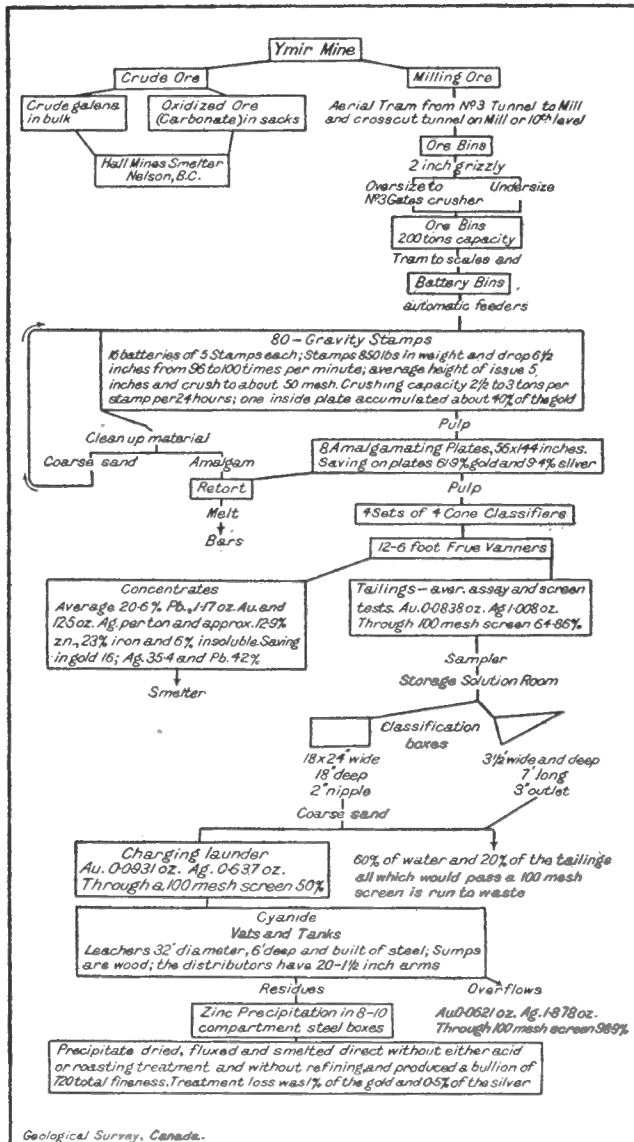 Ymir Mine
Crude Ore
Milling Ore
Crude galena
in bulk
Oxidized Ore
(Carbonate) in sacks
Hall Mines Smelter
Nelson, B.C.
Aerial Tram from Nº3 Tunnel to Mill
and crosscut tunnel on Mill or 10th level
Ore Bins
2 inch grizzly
Oversize to
Nº3 Gates crusher
Undersize
Ore Bins
200 tons capacity
Tram to scales and
Battery Bins
automatic feeders
80-Gravity Stamps
16 batteries of 5 Stamps each; Stamps 850 lbs in weight and drop 6½
inches from 96 to 100 times per minute; average height of issue 5
inches and crush to about 50 mesh. Crushing capacity 2½ to 3 tons per
stamp per 24 hours; one inside plate accumulated about 40% of the gold
Clean up material
Coarse sand
Amalgam
Retort
Melt
Bars
Pulp
8 Amalgamating Plates, 56x144 inches.
Saving on plates 61·9% gold and 9·4% silver
Pulp
4 Sets of 4 Cone Classifiers
12-6 foot Frue Vanners
Concentrates
Average 20·6% Pb., 1·17 oz. Au. and
12·5 oz. Ag. per ton and approx. 12·9%
zn., 23% iron and 6% insoluble. Saving
in gold 16; Ag. 35·4 and Pb. 42%
Smelter
Tailings – aver. assay and screen
tests. Au. 0·0838 oz. Ag 1·008 oz.
Through 100 mesh screen 64·86%
Sampler
Storage Solution Room
Classification
boxes
18x24" wide
18" deep
2" nipple
3½' wide and deep
7' long
3" outlet
Coarse sand
Charging launder
Au. 0·0931 oz. Ag. 0·637 oz.
Through a 100 mesh screen 50%
60% of water and 20% of the tailings
all which would pass a 100 mesh
screen is run to waste
Cyanide
Vats and Tanks
Leachers 32' diameter, 6' deep and built of steel; Sumps
are wood; the distributors have 20-1½ inch arms
Residues
Overflows
Zinc Precipitation in 8-10
compartment steel boxes
Au. 0·0621 oz. Ag. 1·878 oz.
Through 100 mesh screen
Precipitate dried, fluxed and smelted direct without either acid
or roasting treatment and without refining, and produced a bullion of
720 total fineness. Treatment loss was 1% of the gold and 0·5% of the silver
Geological Survey, Canada.